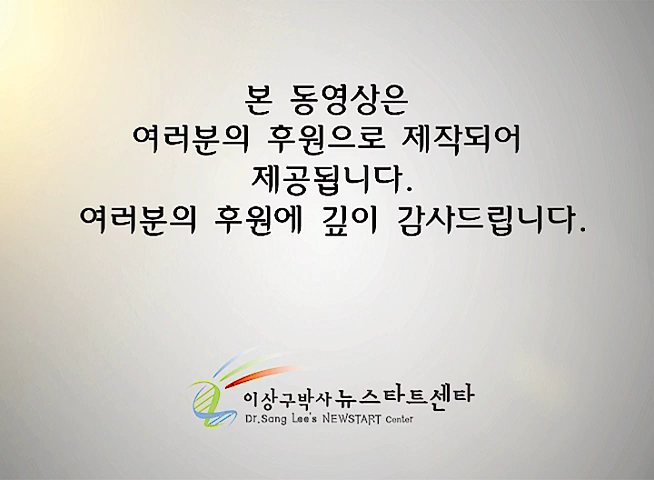 본 동영상은
여러분의 후원으로 제작되어
제공됩니다.
여러분의 후원에 깊이 감사드립니다.
이상구박사 뉴스타트센타
Dr.Sang Lee's NEWSTART Center